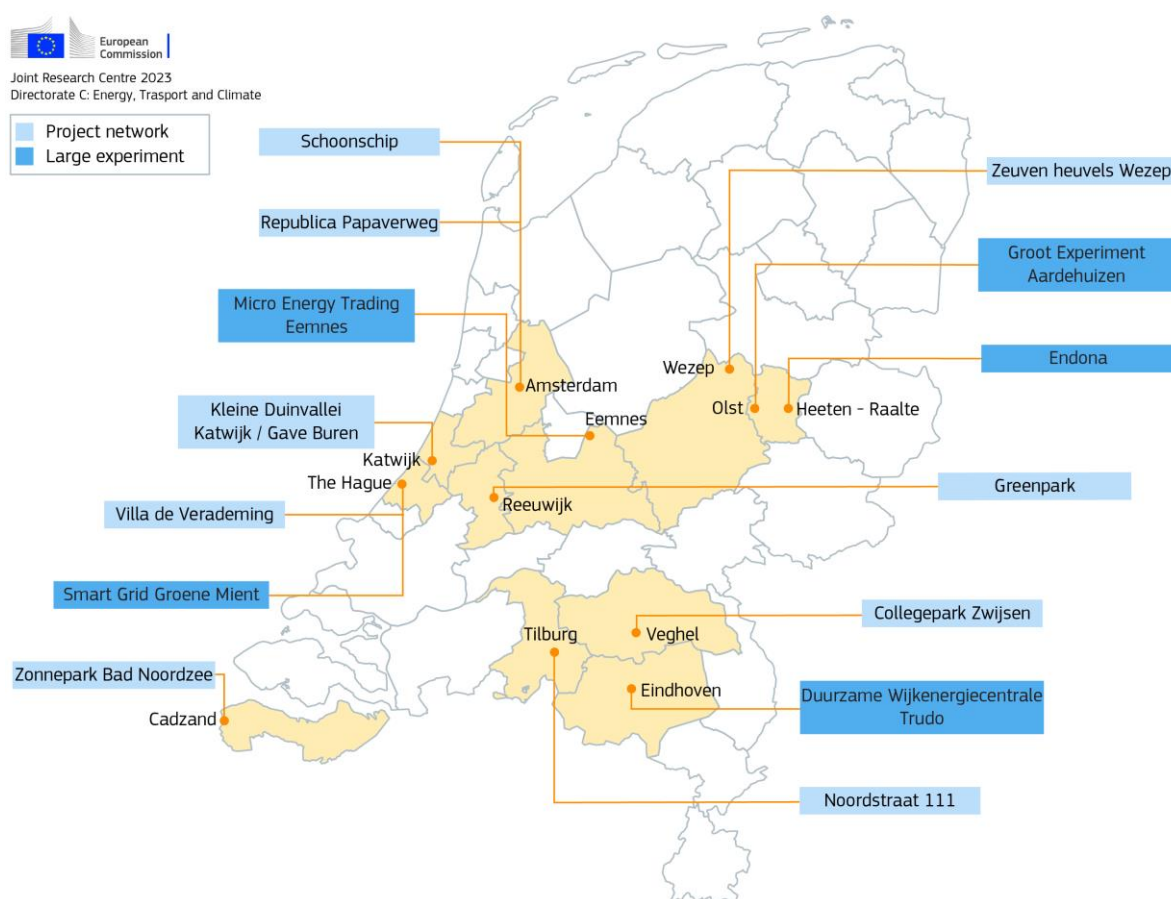 European
Commission
Joint Research Centre 2023
Directorate C: Energy, Trasport and Climate
Project network
Large experiment
Schoonschip
Zeuven heuvels Wezep
Republica Papaverweg
Groot Experiment
Aardehuizen
Micro Energy Trading
Eemnes
Endona
Wezep
Amsterdam
Olst
Heeten - Raalte
Kleine Duinvallei
Katwijk / Gave Buren
Eemnes
Katwijk
The Hague
Greenpark
Reeuwijk
Villa de Verademing
Smart Grid Groene Mient
Collegepark Zwijsen
Tilburg
Veghel
Zonnepark Bad Noordzee
Eindhoven
Duurzame Wijkenergiecentrale
Trudo
Cadzand
Noordstraat 111